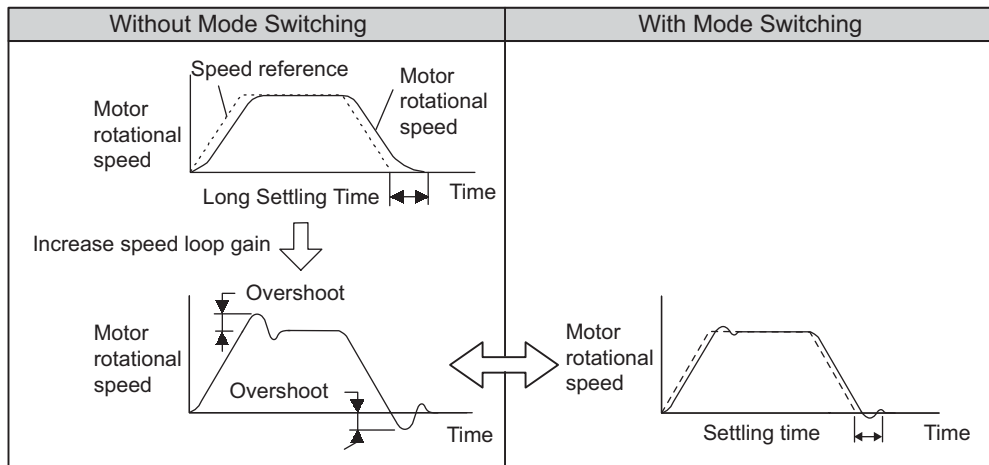 Without Mode Switching
With Mode Switching
Speed reference
Motor
rotational
speed
Motor
rotational
speed
Long Settling Time
Time
Increase speed loop gain
Overshoot
Motor
rotational
speed
Overshoot
Time
Motor
rotational
speed
Settling time
Time